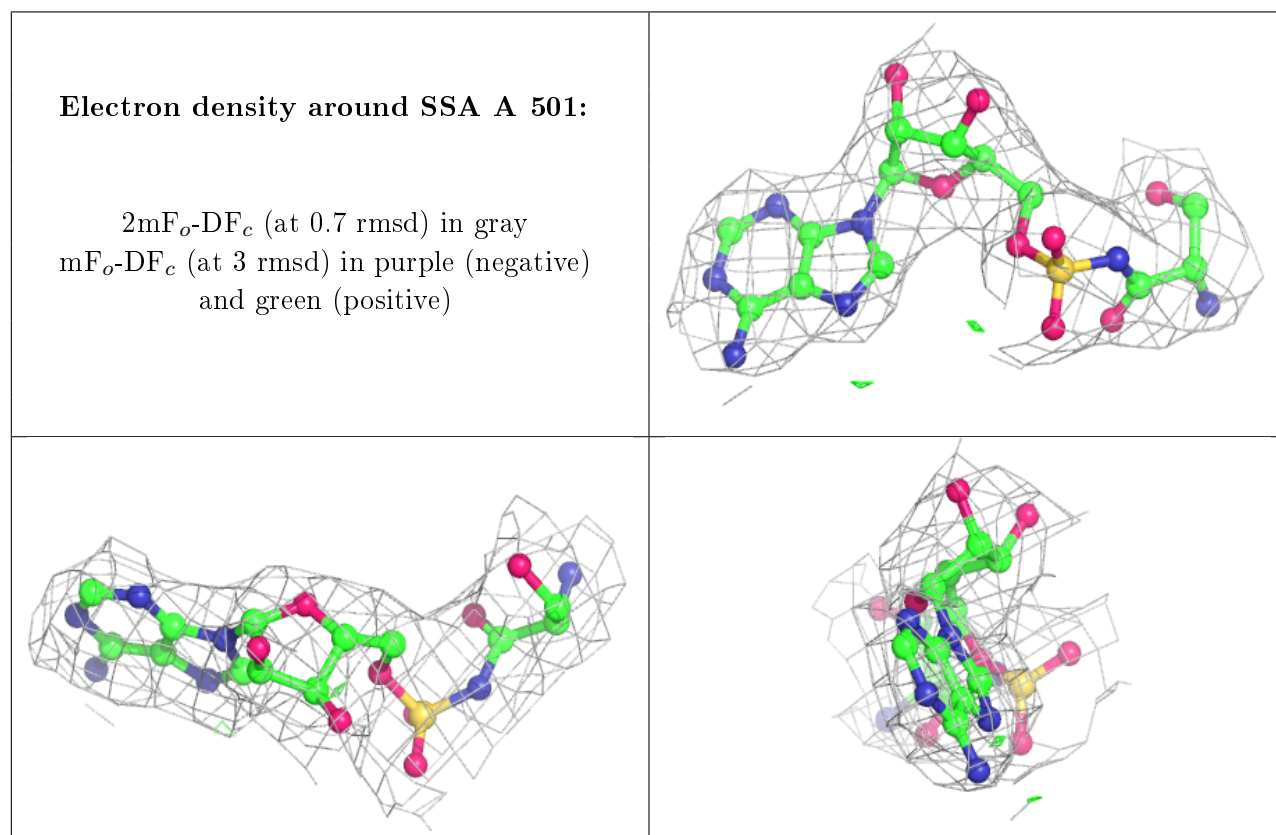 Electron density around SSA A 501:
2mFₒ-DF𝑐 (at 0.7 rmsd) in gray
mFₒ-DF𝑐 (at 3 rmsd) in purple (negative)
and green (positive)